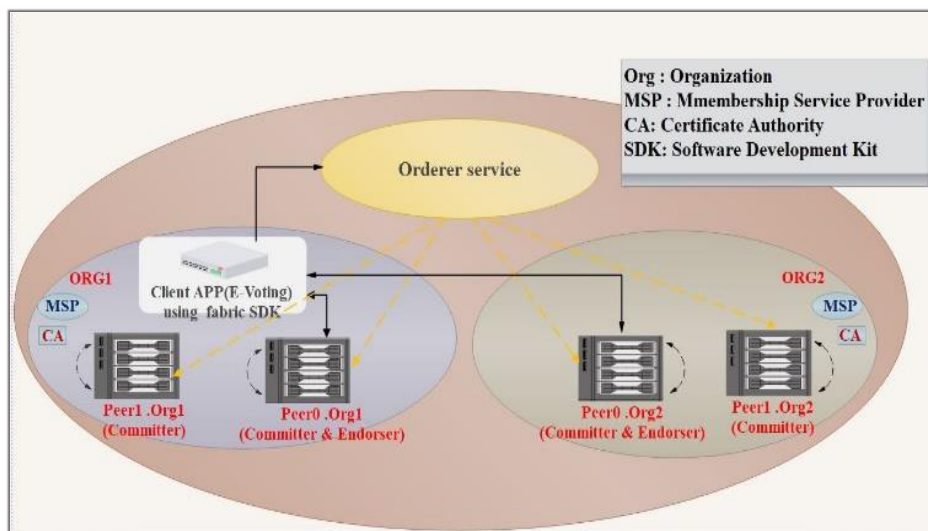 Org : Organization
MSP : Mmembership Service Provider
CA: Certificate Authority
SDK: Software Development Kit
Orderer service
ORG1
MSP
CA
Client APP(E-Voting)
using fabric SDK
ORG2
MSP
CA
Peer1 .Org1
(Committer)
Peer0 .Org1
(Committer & Endorser)
Peer0 .Org2
(Committer & Endorser)
Peer1 .Org2
(Committer)